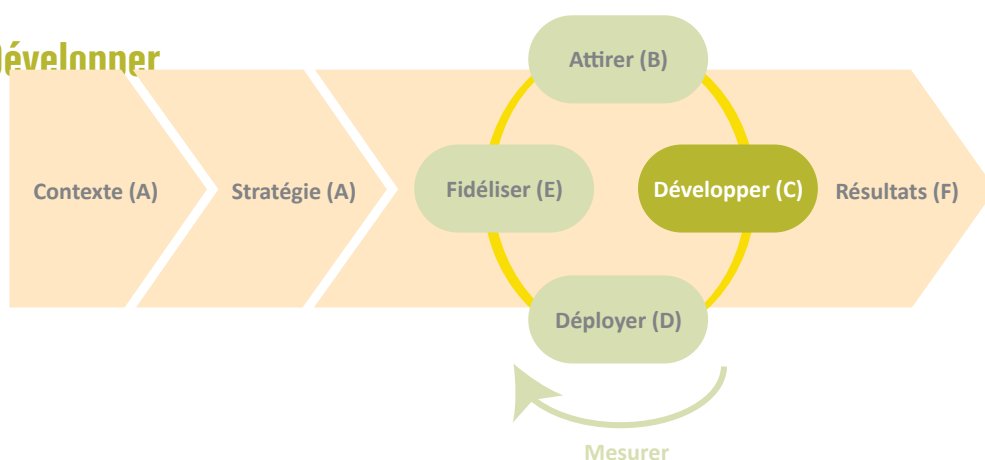 Développer
Attirer (B)
Contexte (A)
Stratégie (A)
Fidéliser (E)
Développer (C)
Résultats (F)
Déployer (D)
Mesurer